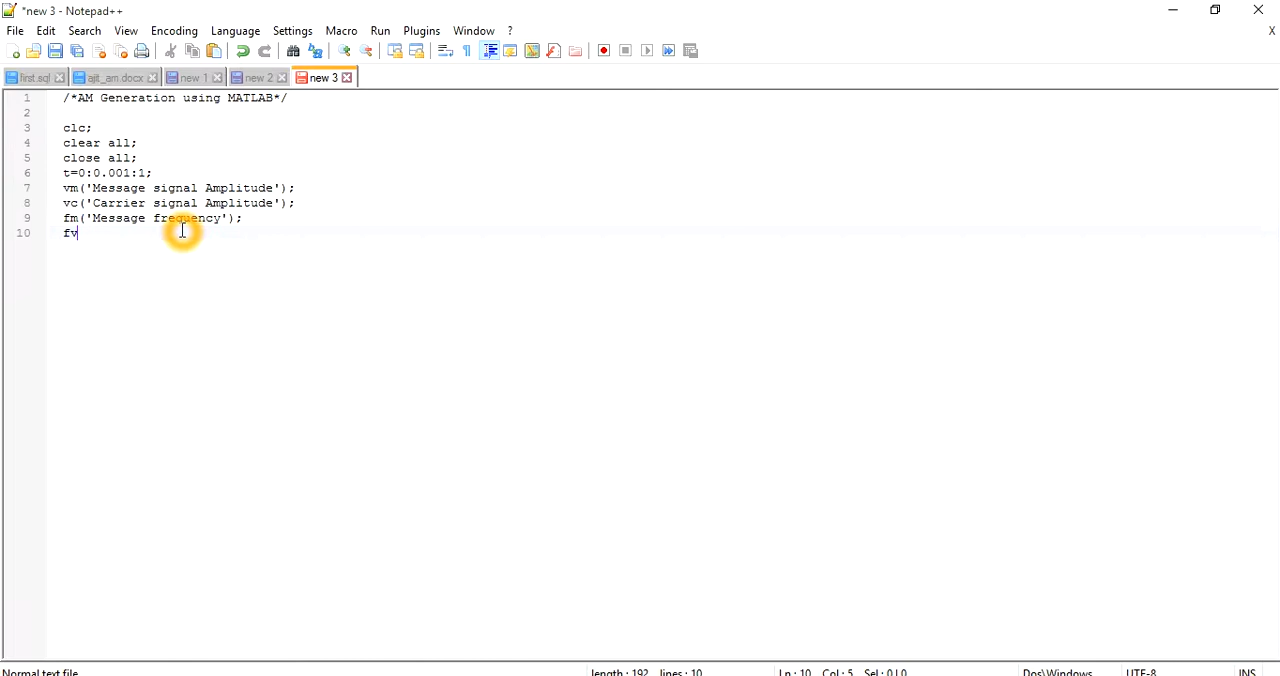 *new 3 - Notepad++
File Edit Search View Encoding Language Settings Macro Run Plugins Window ? X
first.sql ajit_am.docx new 1 new 2 new 3
1 /*AM Generation using MATLAB*/
2
3 clc;
4 clear all;
5 close all;
6 t=0:0.001:1;
7 vm('Message signal Amplitude');
8 vc('Carrier signal Amplitude');
9 fm('Message frequency');
10 fv
Normal text file length : 192 lines : 10 Ln : 10 Col : 5 Sel : 0 | 0 Dos\Windows UTF-8 INS